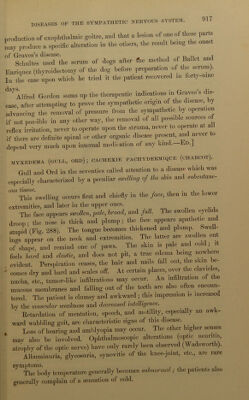 DISEASES OF THE SYMPATHETIC NERVOUS SYSTEM. 917
production of exophthalmic goitre, and that a lesion of one of these parts
may produce a specific alteration in the others, the result being the onset
of Graves's disease.
Schultes used the serum of dogs after the method of Ballet and
Enriquez (thyroidectomy of the dog before preparation of the serum).
In the case upon which he tried it the patient recovered in forty-nine
days.
Alfred Gordon sums up the therapeutic indications in Graves's dis-
ease, after attempting to prove the sympathetic origin of the disease, by
advancing the removal of pressure from the sympathetic by operation
if not possible in any other way, the removal of all possible sources of
reflex irritation, never to operate upon the struma, never to operate at all
if there are definite spinal or other organic disease present, and never to
depend very much upon internal medication of any kind.—ED.]
MYXEDEMA (GULL, ORD); CACHEXIE PACHYDERMIQUE (CHARCOT).
Gull and Ord in the seventies called attention to a disease which was
especially characterized by a peculiar swelling of the skin and subcutane-
ous tissue.
This swelling occurs first and chiefly in the face, then in the lower
extremities, and later in the upper ones.
The face appears swollen, pale, broad, and full. The swollen eyelids
droop; the nose is thick and plump; the face appears apathetic and
stupid (Fig. 288). The tongue becomes thickened and plump. Swell-
ings appear on the neck and extremities. The latter are swollen out
of shape, and remind one of paws. The skin is pale and cold; it
feels hard and elastic, and does not pit, a true edema being nowhere
evident. Perspiration ceases, the hair and nails fall out, the skin be-
comes dry and hard and scales off. At certain places, over the clavicles,
nucha, etc., tumor-like infiltrations may occur. An infiltration of the
mucous membranes and falling out of the teeth are also often encoun-
tered. The patient is clumsy and awkward; this impression is increased
by the muscular weakness and decreased intelligence.
Retardation of mentation, speech, and motility, especially an awk-
ward waddling gait, are characteristic signs of this disease.
Loss of hearing and amblyopia may occur. The other higher senses
may also be involved. Ophthalmoscopic alterations (optic neuritis,
atrophy of the optic nerve) have only rarely been observed (Wadsworth).
Albuminuria, glycosuria, synovitis of the knee-joint, etc., are rare
symptoms.
The body temperature generally becomes subnormal; the patients also
generally complain of a sensation of cold.